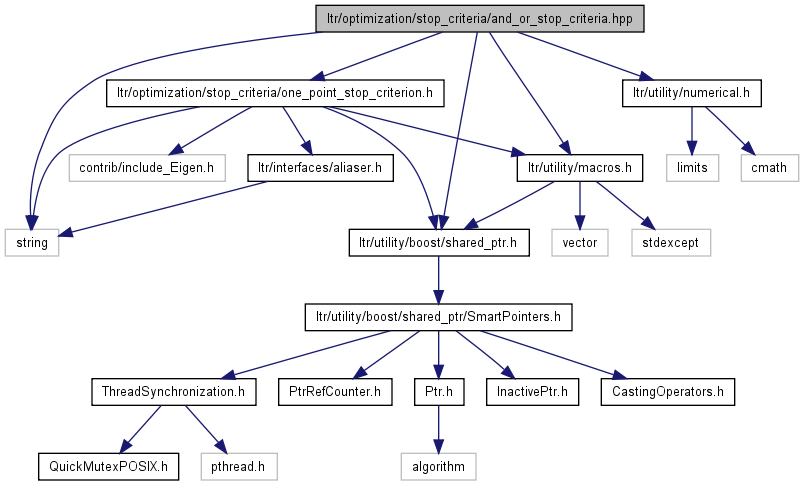 ltr/optimization/stop_criteria/and_or_stop_criteria.hpp
ltr/optimization/stop_criteria/one_point_stop_criterion.h
ltr/utility/numerical.h
contrib/include_Eigen.h
ltr/interfaces/aliaser.h
ltr/utility/macros.h
limits
cmath
string
ltr/utility/boost/shared_ptr.h
vector
stdexcept
ltr/utility/boost/shared_ptr/SmartPointers.h
ThreadSynchronization.h
PtrRefCounter.h
Ptr.h
InactivePtr.h
CastingOperators.h
QuickMutexPOSIX.h
pthread.h
algorithm